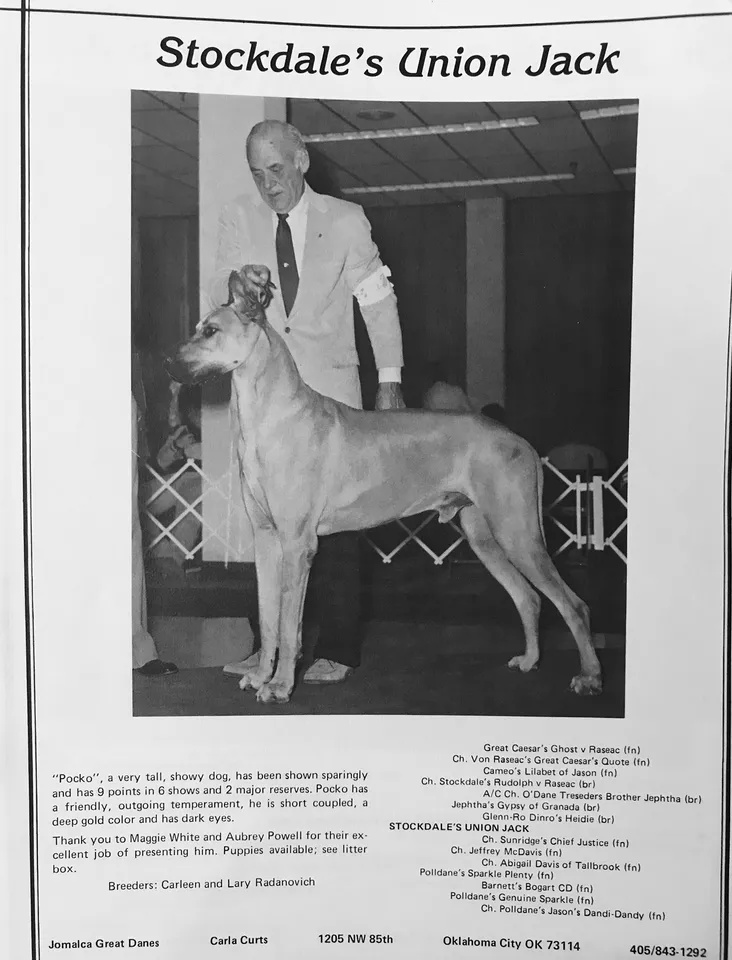 Stockdale's Union Jack
"Pocko", a very tall, showy dog, has been shown sparingly
and has 9 points in 6 shows and 2 major reserves. Pocko has
a friendly, outgoing temperament, he is short coupled, a
deep gold color and has dark eyes.
Thank you to Maggie White and Aubrey Powell for their ex-
cellent job of presenting him. Puppies available; see litter
box.
Breeders: Carleen and Lary Radanovich
Great Caesar's Ghost v Raseac (fn)
Ch. Von Raseac's Great Caesar's Quote (fn)
Cameo's Lilabet of Jason (fn)
Ch. Stockdale's Rudolph v Raseac (br)
A/C Ch. O'Dane Treseders Brother Jephtha (br)
Jephtha's Gypsy of Granada (br)
Glenn-Ro Dinro's Heidie (br)
STOCKDALE'S UNION JACK
Ch. Sunridge's Chief Justice (fn)
Ch. Jeffrey McDavis (fn)
Ch. Abigail Davis of Tallbrook (fn)
Polldane's Sparkle Plenty (fn)
Barnett's Bogart CD (fn)
Polldane's Genuine Sparkle (fn)
Ch. Polldane's Jason's Dandi-Dandy (fn)
Jomalca Great Danes Carla Curts 1205 NW 85th Oklahoma City OK 73114 405/843-1292